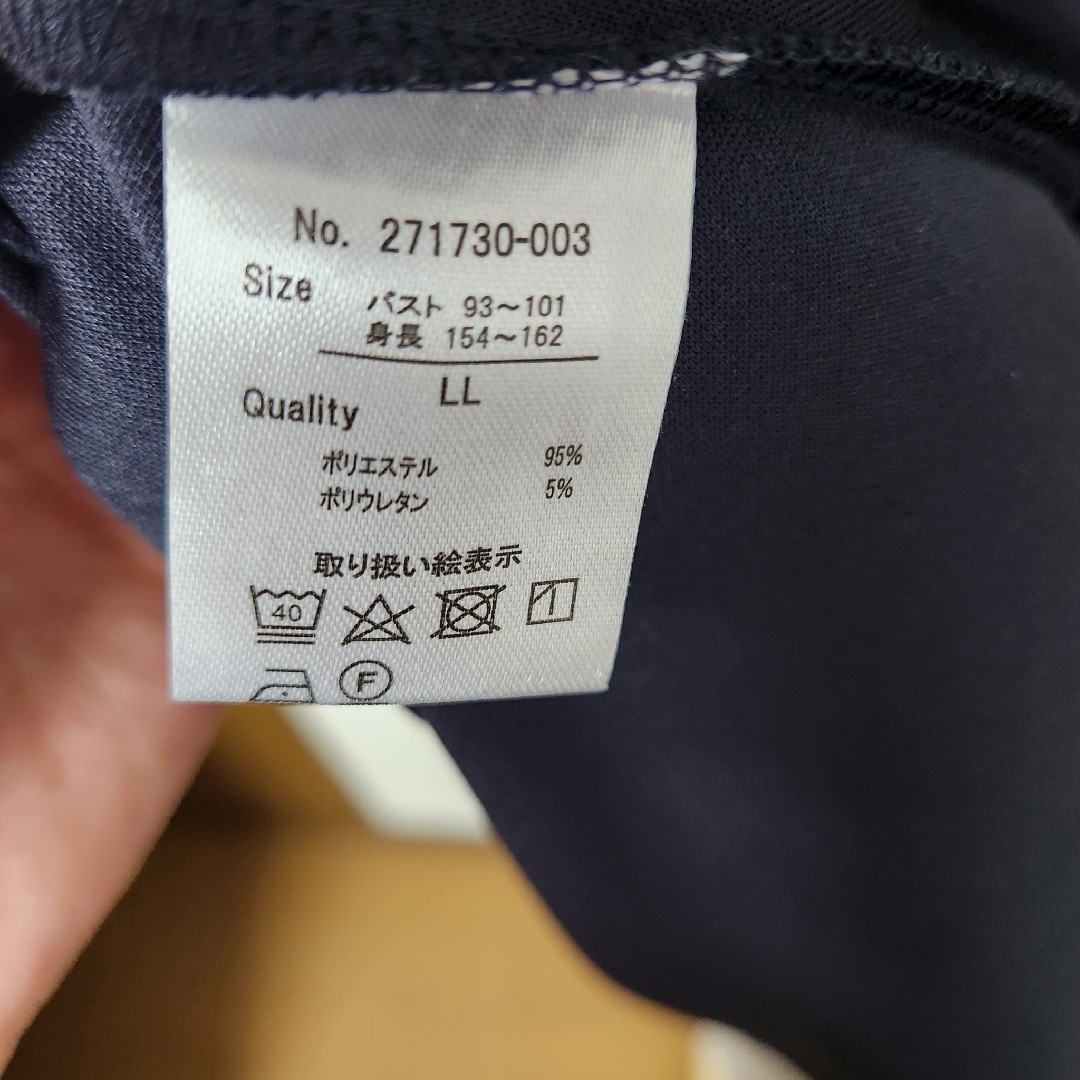 No. 271730-003
Size
バスト 93～101
身長 154～162
LL
Quality
ポリエステル 95%
ポリウレタン 5%
取り扱い絵表示
40
F